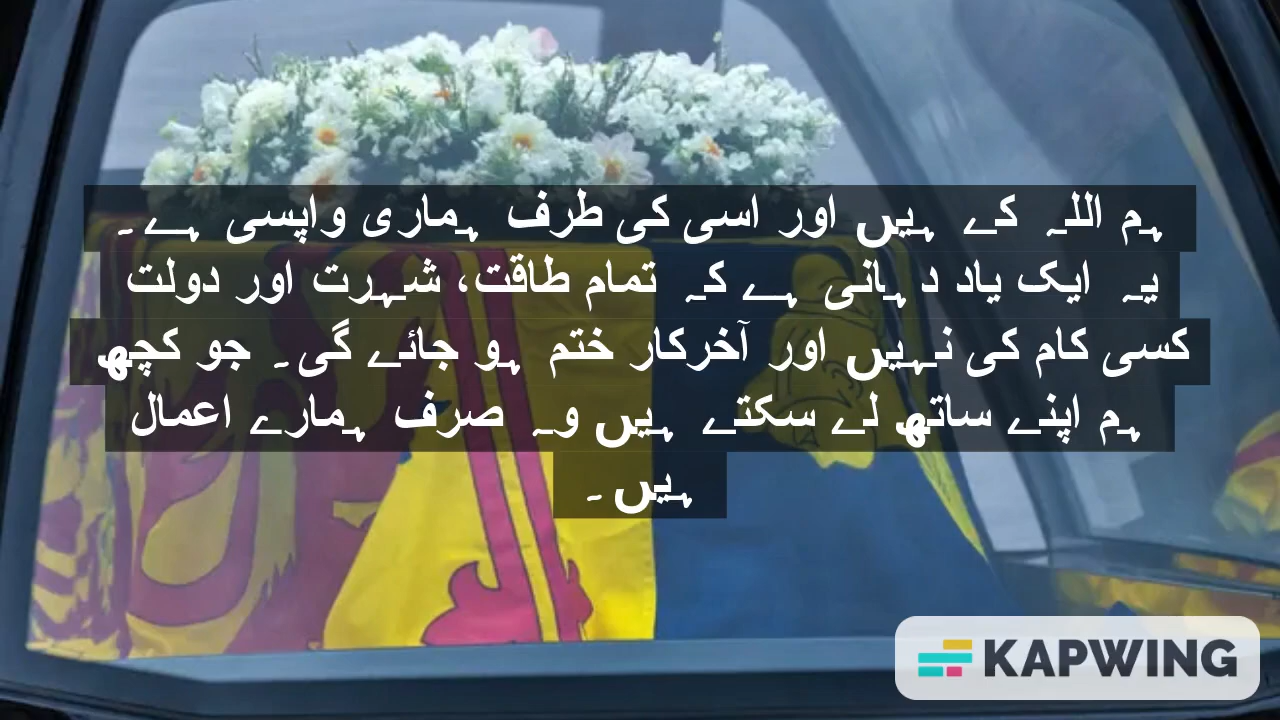 ہم اللہ کے ہیں اور اسی کی طرف ہماری واپسی ہے۔
یہ ایک یاد دہانی ہے کہ تمام طاقت، شہرت اور دولت
کسی کام کی نہیں اور آخرکار ختم ہو جائے گی۔ جو کچھ
ہم اپنے ساتھ لے سکتے ہیں وہ صرف ہمارے اعمال
ہیں۔
KAPWING